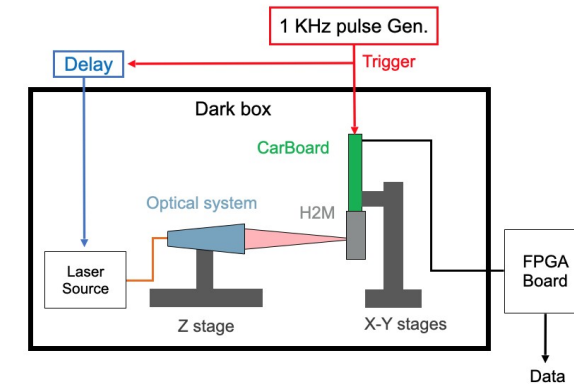 1 KHz pulse Gen.
Delay
Trigger
Dark box
CarBoard
Optical system
H2M
Laser
Source
FPGA
Board
Z stage
X-Y stages
Data